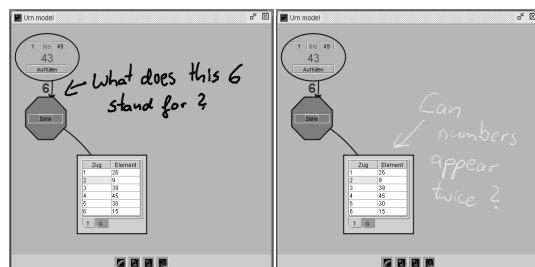 Urn model
1 bis 49
43
Auffüllen
6
What does this 6
stand for ?
Ziehe
Zug Element
1 26
2 9
3 39
4 45
5 30
6 15
T G
Urn model
1 bis 49
43
Auffüllen
6
Ziehe
Can
numbers
appear
twice ?
Zug Element
1 26
2 9
3 39
4 45
5 30
6 15
T G